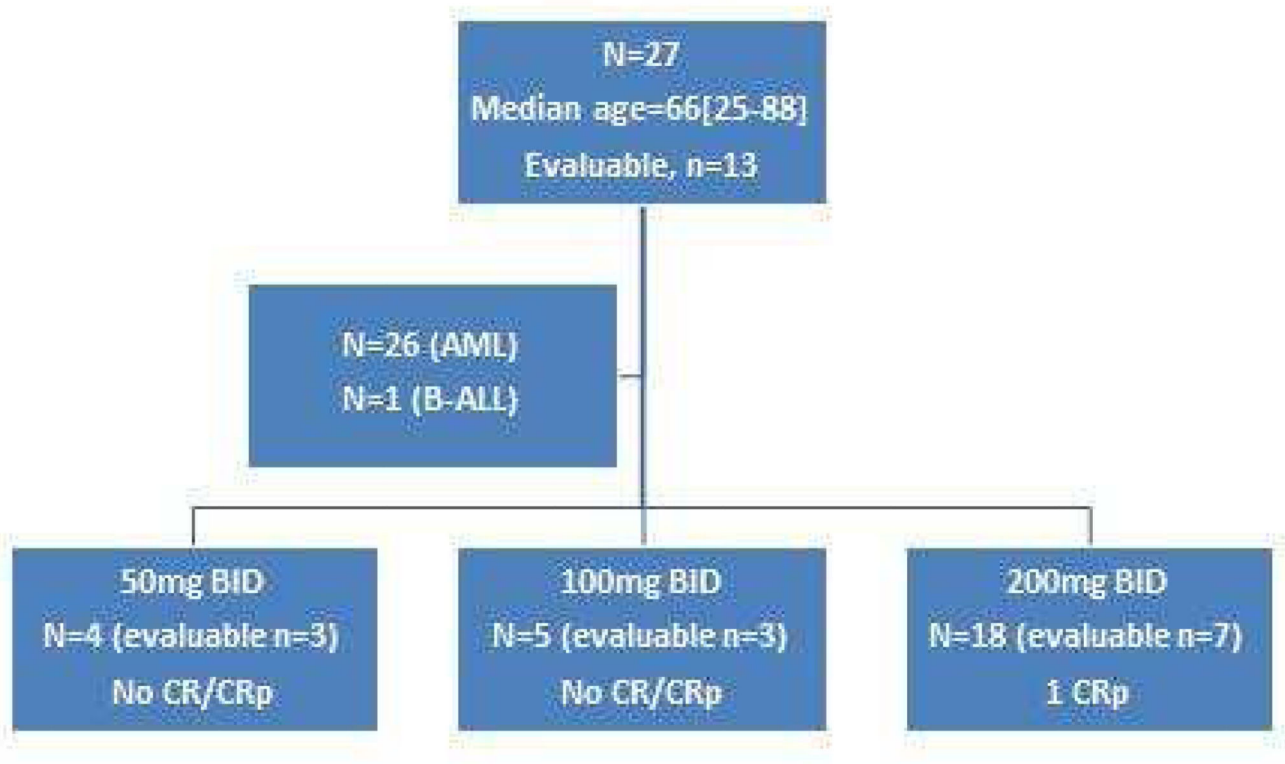 N=27
Median age=66[25-88]
Evaluable, n=13
N=26 (AML)
N=1 (B-ALL)
50mg BID
N=4 (evaluable n=3)
No CR/CRp
100mg BID
N=5 (evaluable n=3)
No CR/CRp
200mg BID
N=18 (evaluable n=7)
1 CRp